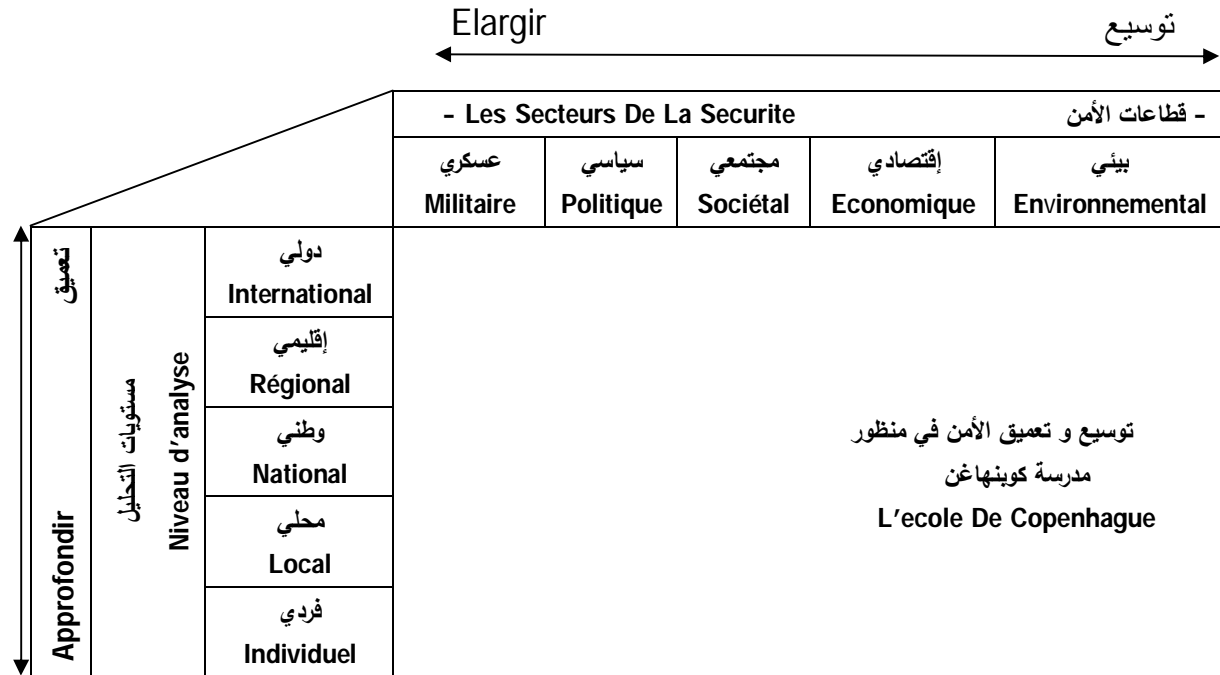 Elargir توسيع
- Les Secteurs De La Securite - قطاعات الأمن
عسكري سياسي مجتمعي إقتصادي بيئي
Militaire Politique Sociétal Economique Environnemental
تعميق
Approfondir
مستويات التحليل
Niveau d'analyse
دولي
International
إقليمي
Régional
وطني
National
محلي
Local
فردي
Individuel
توسيع و تعميق الأمن في منظور
مدرسة كوبنهاغن
L'ecole De Copenhague